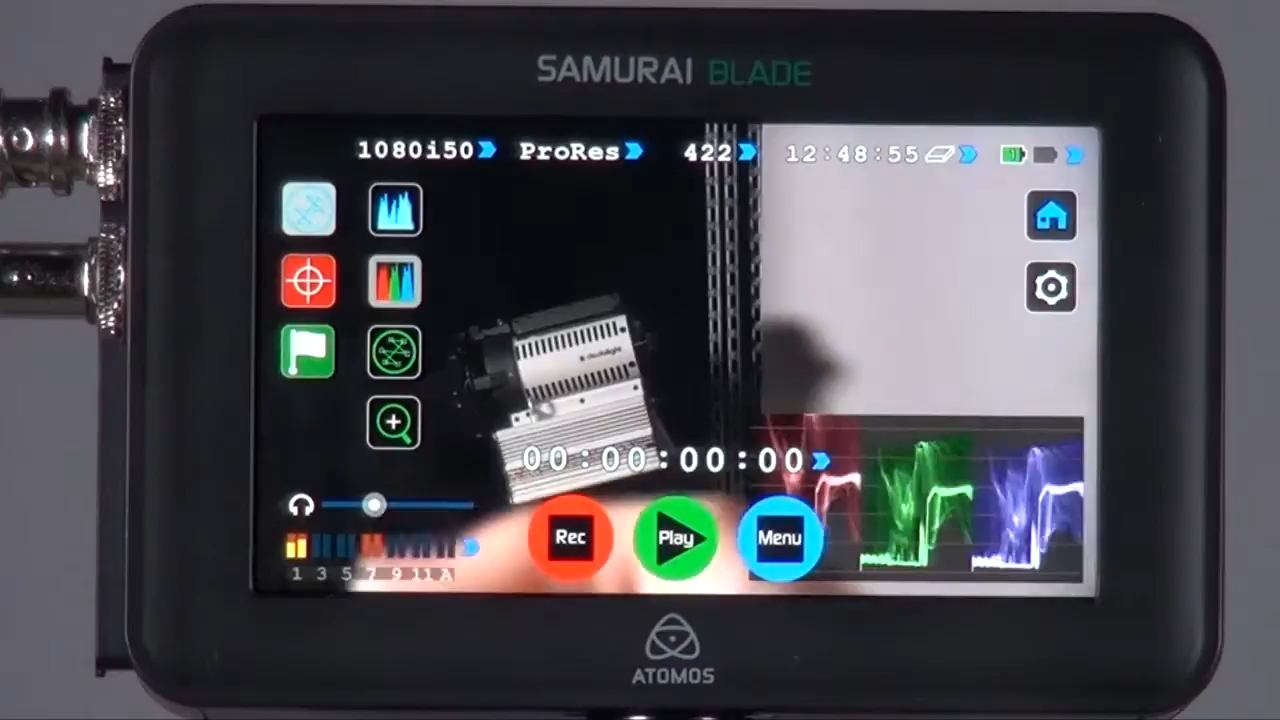 SAMURAI BLADE
1080i50 ProRes 422 12:48:55
00:00:00:00
Rec Play Menu
1 3 5 7 9 11 A
ATOMOS